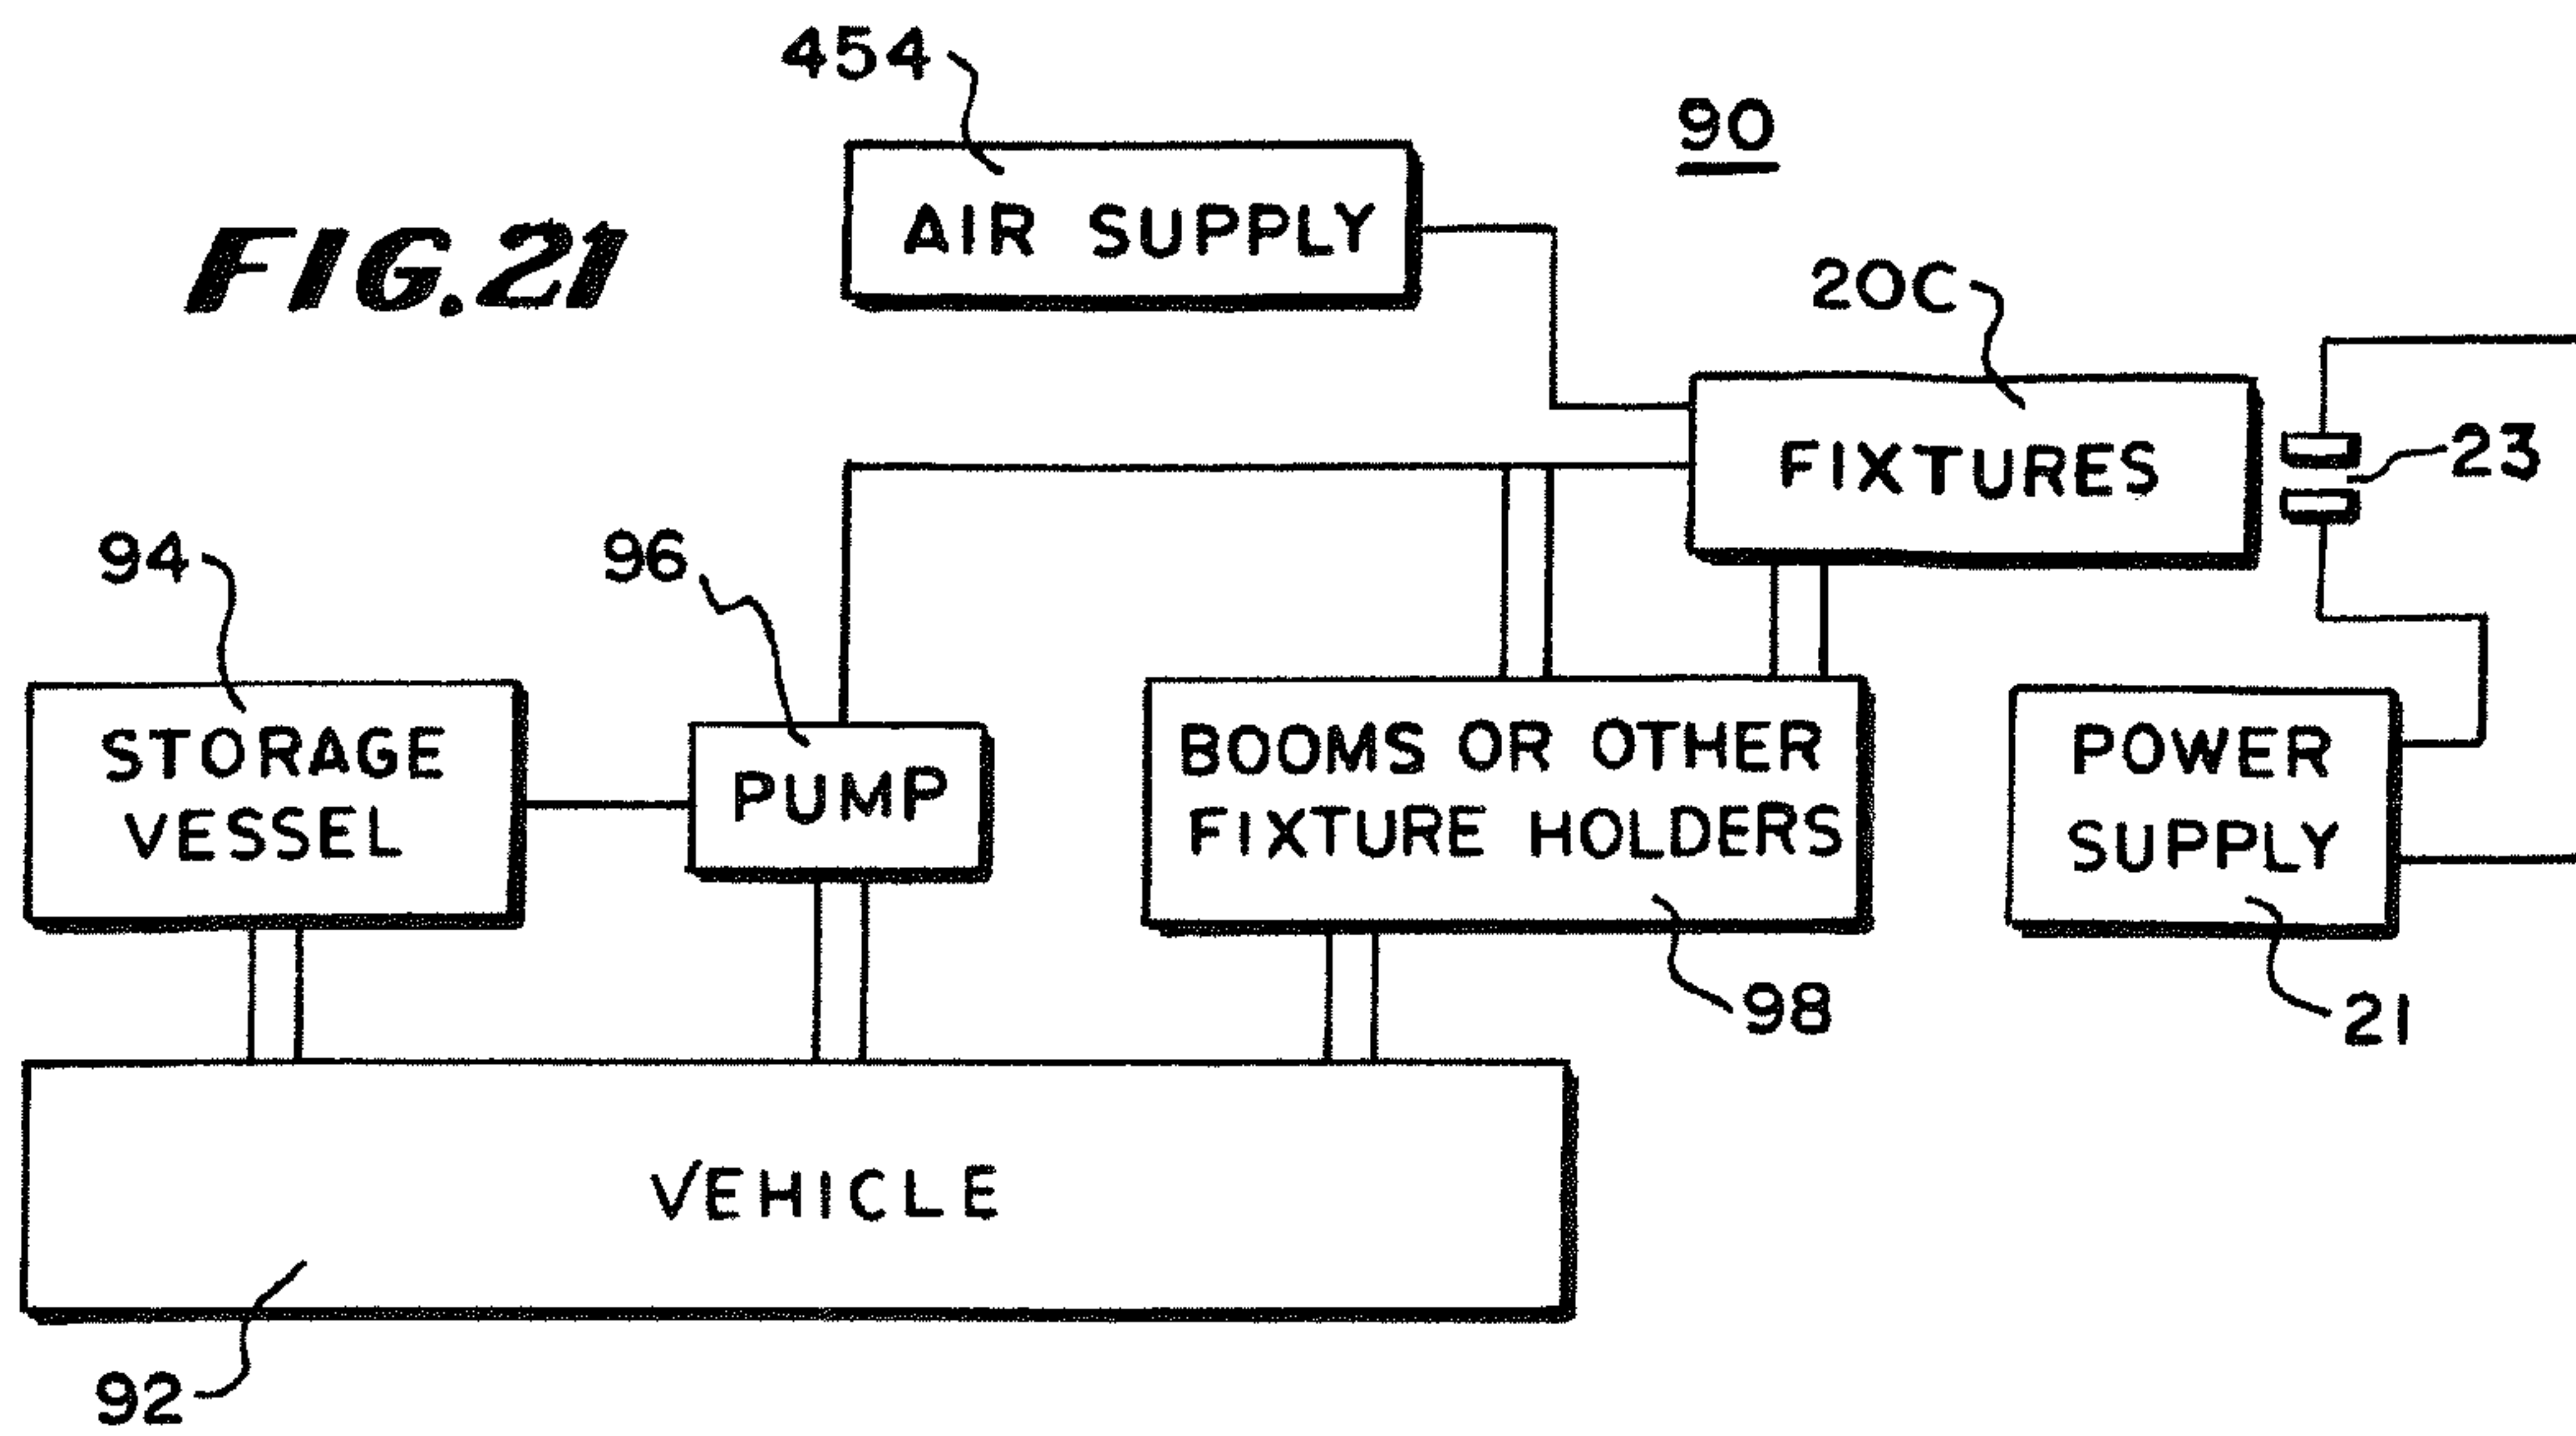 454
90
AIR SUPPLY
FIG.21
20C
FIXTURES
23
94
96
STORAGE
VESSEL
PUMP
BOOMS OR OTHER
FIXTURE HOLDERS
POWER
SUPPLY
98
21
VEHICLE
92